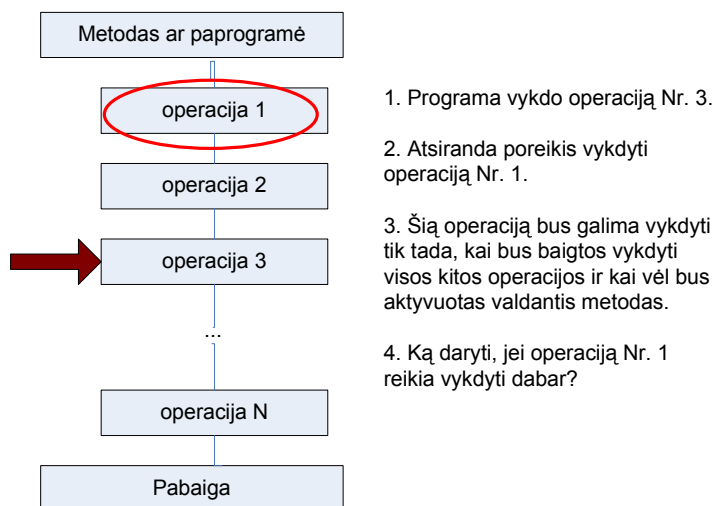 Metodas ar paprogramė
operacija 1
operacija 2
operacija 3
...
operacija N
Pabaiga
1. Programa vykdo operaciją Nr. 3.
2. Atsiranda poreikis vykdyti
operaciją Nr. 1.
3. Šią operaciją bus galima vykdyti
tik tada, kai bus baigtos vykdyti
visos kitos operacijos ir kai vėl bus
aktyvuotas valdantis metodas.
4. Ką daryti, jei operaciją Nr. 1
reikia vykdyti dabar?